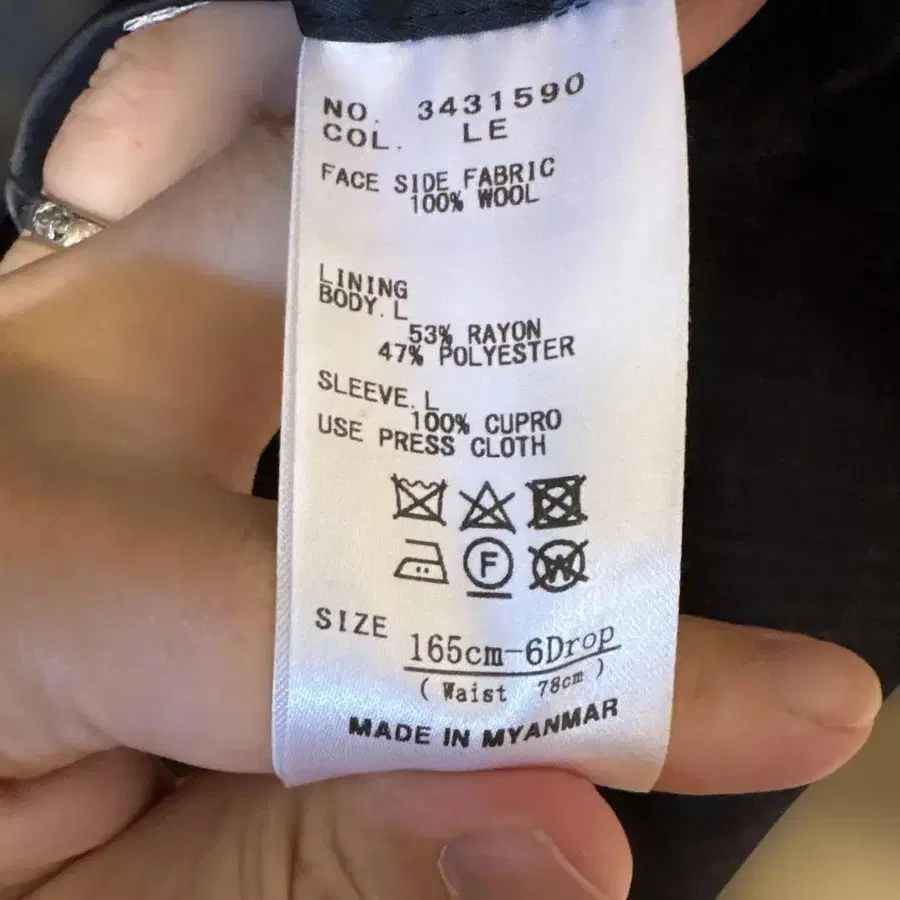 NO. 3431590
COL. LE
FACE SIDE FABRIC
100% WOOL
LINING
BODY. L
53% RAYON
47% POLYESTER
SLEEVE. L
100% CUPRO
USE PRESS CLOTH
F
W
SIZE 165cm-6Drop
( Waist 78cm )
MADE IN MYANMAR